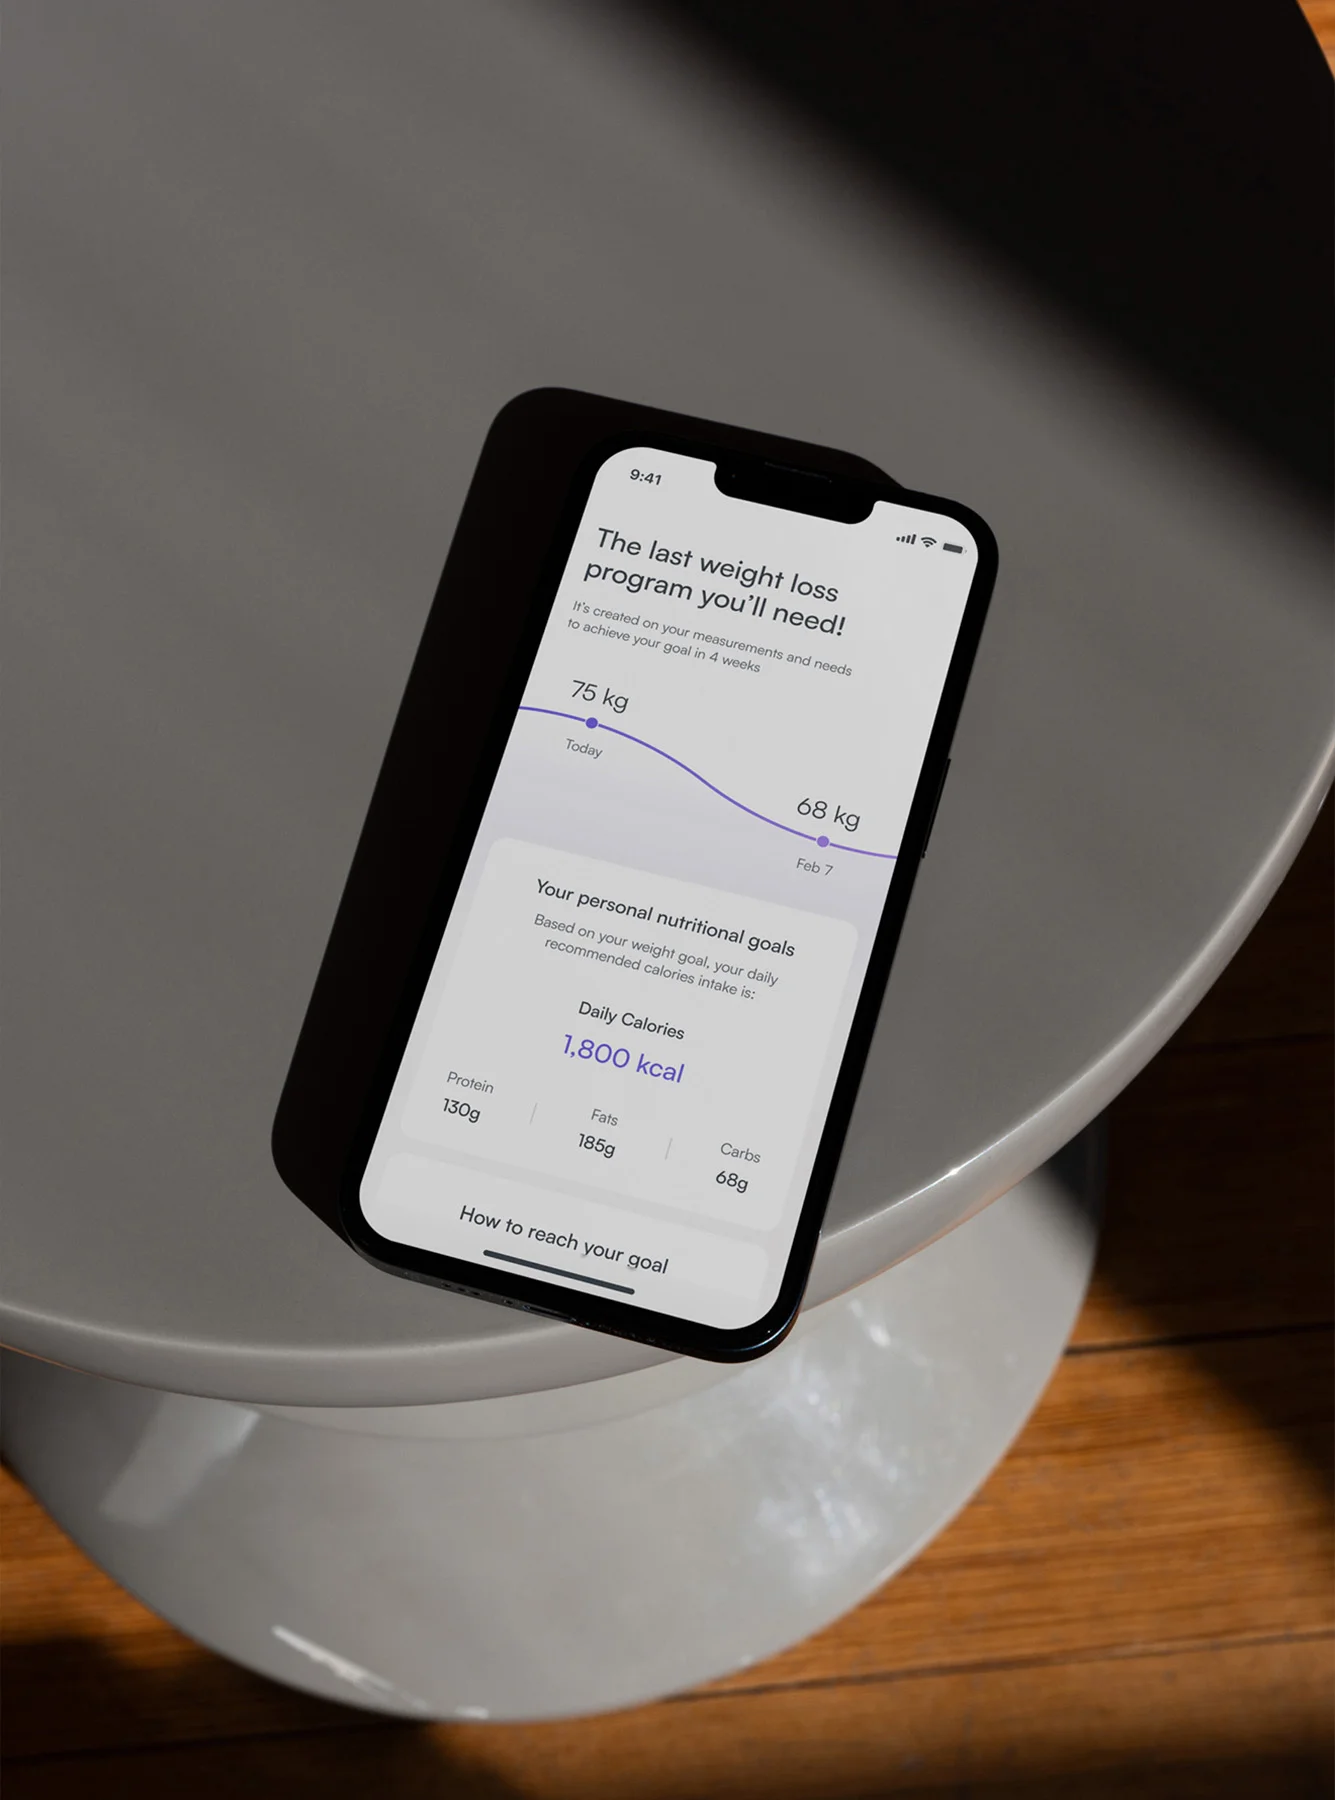 9:41
The last weight loss
program you'll need!
It's created on your measurements and needs
to achieve your goal in 4 weeks
75 kg
Today
68 kg
Feb 7
Your personal nutritional goals
Based on your weight goal, your daily
recommended calories intake is:
Daily Calories
1,800 kcal
Protein
130g
Fats
185g
Carbs
68g
How to reach your goal